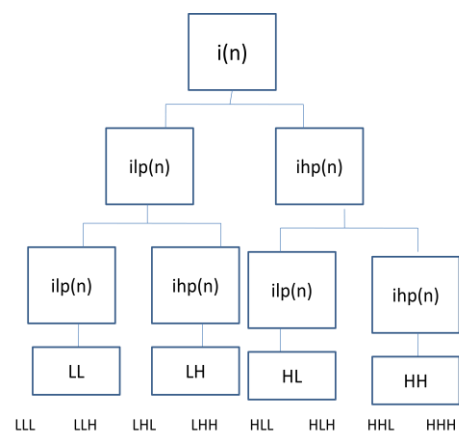 i(n)
ilp(n) ihp(n)
ilp(n) ihp(n) ilp(n) ihp(n)
LL LH HL HH
LLL LLH LHL LHH HLL HLH HHL HHH